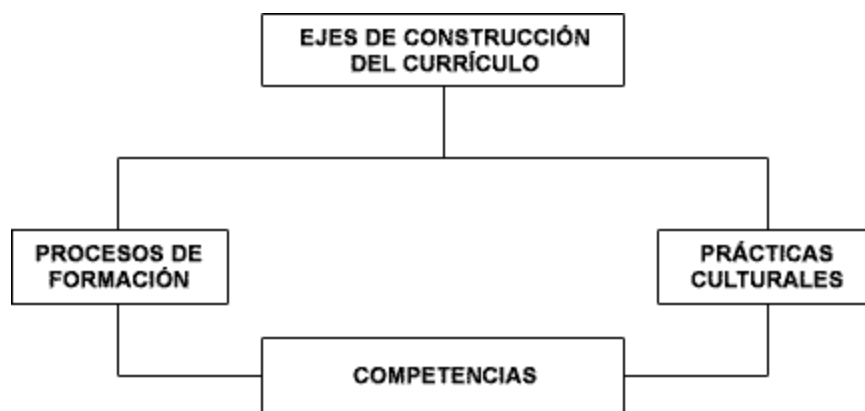 EJES DE CONSTRUCCIÓN
DEL CURRÍCULO
PROCESOS DE
FORMACIÓN
PRÁCTICAS
CULTURALES
COMPETENCIAS